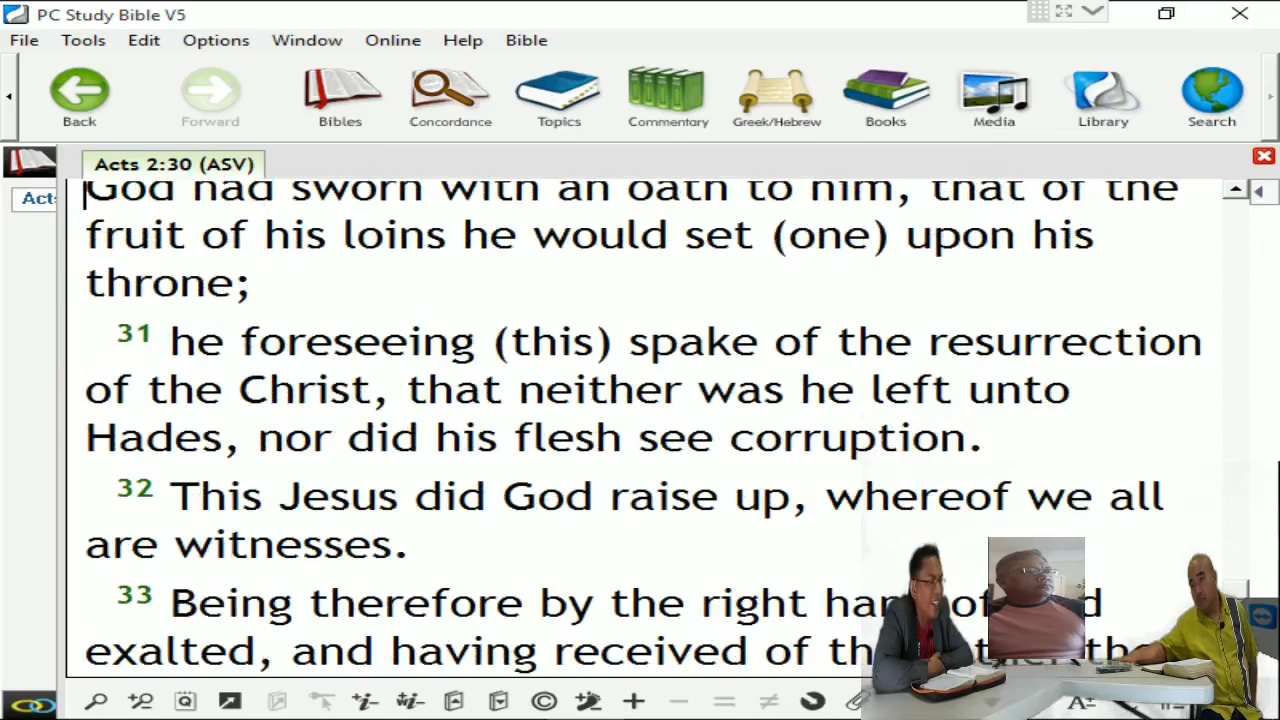 PC Study Bible V5
File Tools Edit Options Window Online Help Bible
Back Forward Bibles Concordance Topics Commentary Greek/Hebrew Books Media Library Search
Acts 2:30 (ASV)
Acts
God had sworn with an oath to him, that of the
fruit of his loins he would set (one) upon his
throne;
31 he foreseeing (this) spake of the resurrection
of the Christ, that neither was he left unto
Hades, nor did his flesh see corruption.
32 This Jesus did God raise up, whereof we all
are witnesses.
33 Being therefore by the right of
exalted, and having received of the